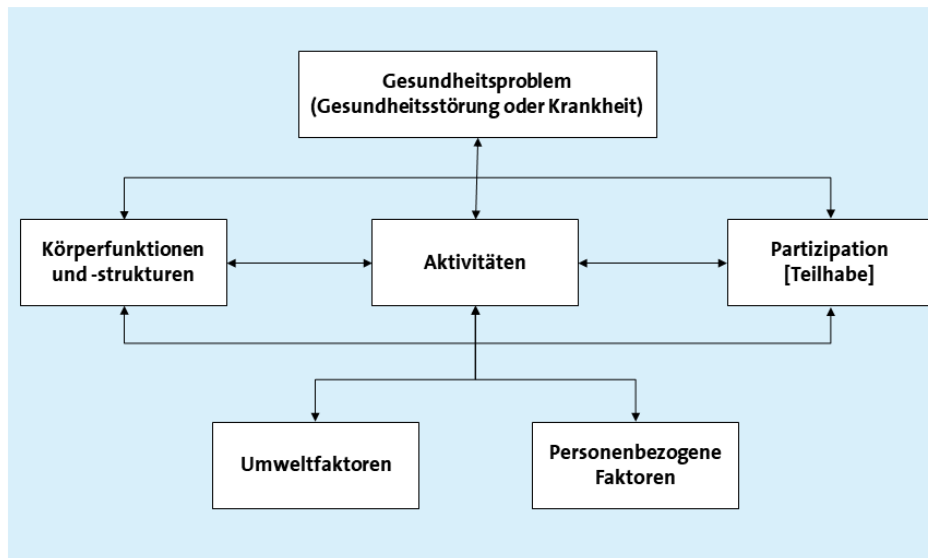 Gesundheitsproblem
(Gesundheitsstörung oder Krankheit)
Körperfunktionen
und -strukturen
Aktivitäten
Partizipation
[Teilhabe]
Umweltfaktoren
Personenbezogene
Faktoren